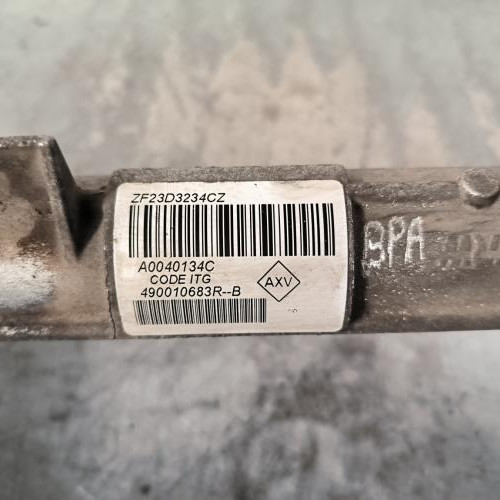 ZF23D3234CZ
A0040134C
CODE ITG
490010683R--B
AXV
BPA